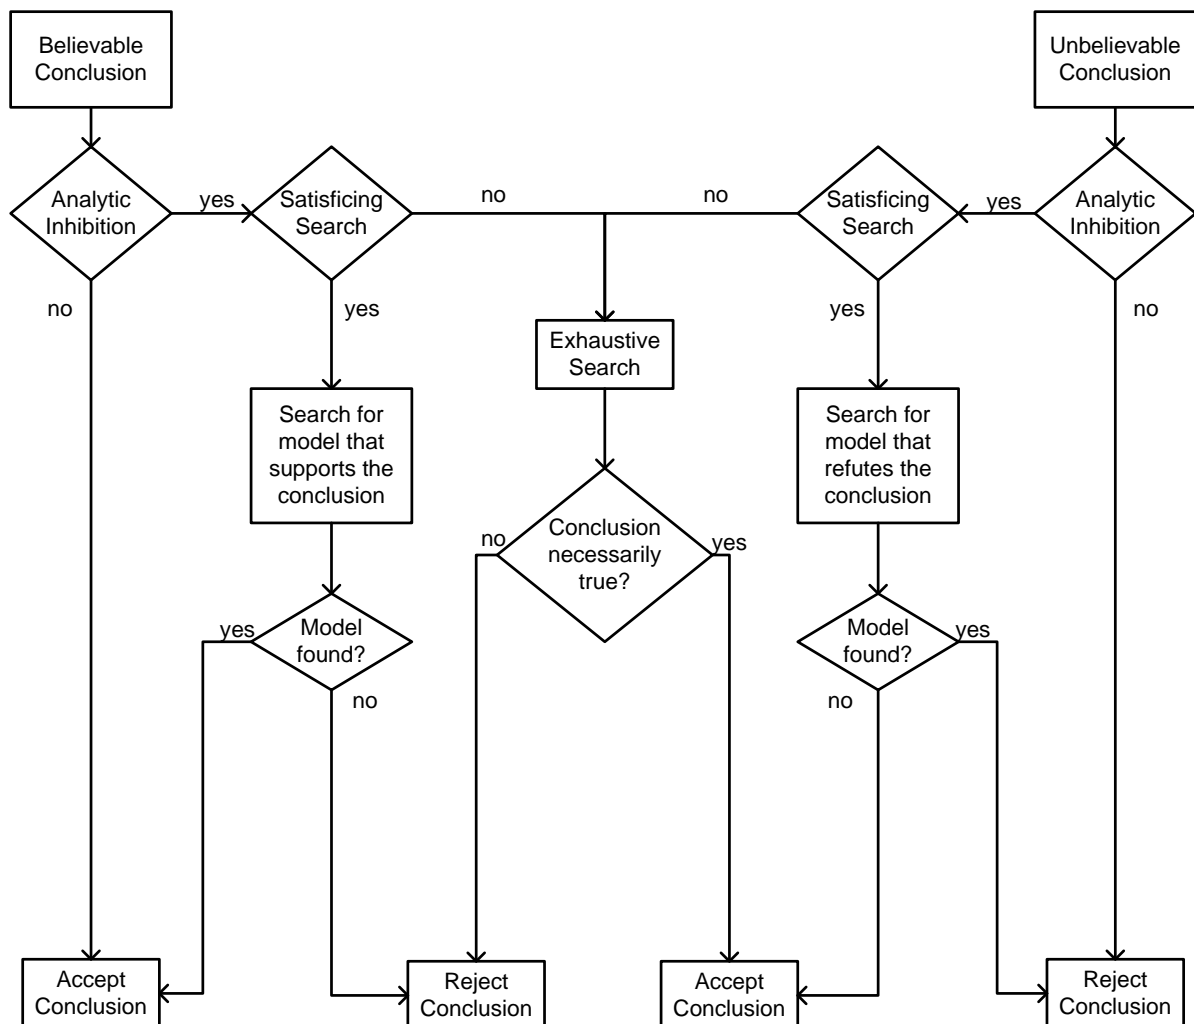 Believable
Conclusion
Unbelievable
Conclusion
Analytic
Inhibition
yes
Satisficing
Search
no
no
Satisficing
Search
yes
Analytic
Inhibition
no
yes
yes
no
Exhaustive
Search
Search for
model that
supports the
conclusion
Search for
model that
refutes the
conclusion
no
Conclusion
necessarily
true?
yes
yes
Model
found?
no
Model
found?
yes
no
Accept
Conclusion
Reject
Conclusion
Accept
Conclusion
Reject
Conclusion